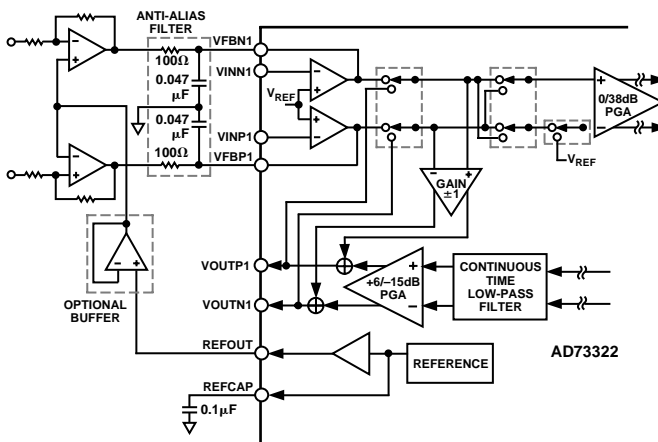 ANTI-ALIAS
FILTER
100Ω
0.047
μF
0.047
μF
100Ω
VFBN1
VINN1
VREF
VINP1
VFBP1
0/38dB
PGA
VREF
GAIN
±1
OPTIONAL
BUFFER
VOUTP1
VOUTN1
+6/–15dB
PGA
CONTINUOUS
TIME
LOW-PASS
FILTER
REFOUT
REFCAP
0.1μF
REFERENCE
AD73322